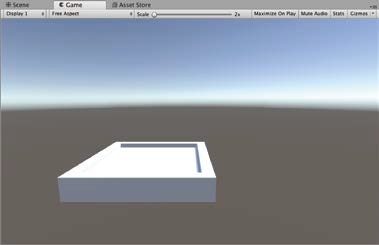 Scene Game Asset Store
Display 1 Free Aspect Scale 2x Maximize On Play Mute Audio Stats Gizmos